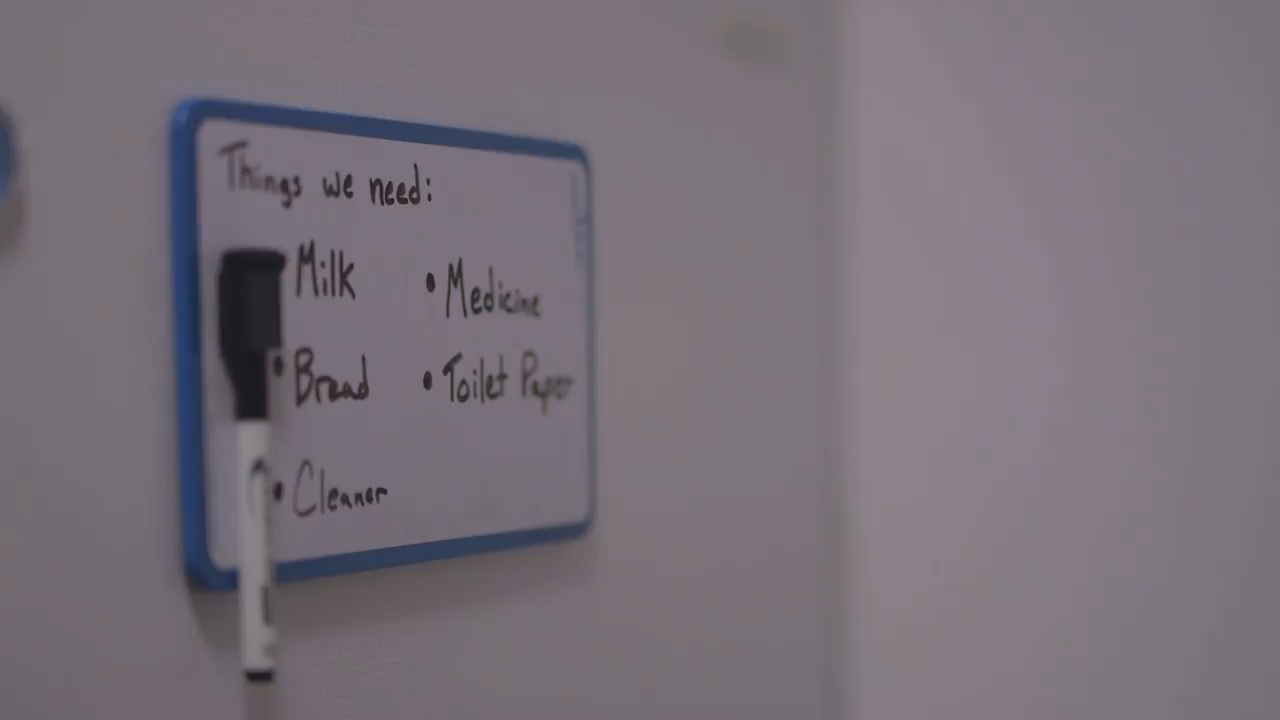 Things we need:
Milk
• Medicine
• Bread
• Toilet Paper
• Cleaner